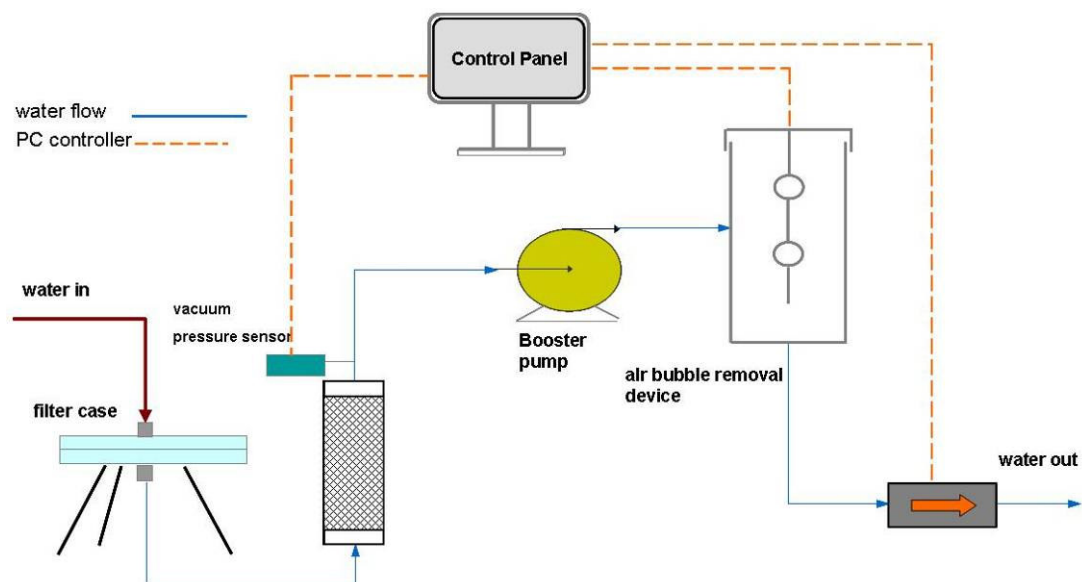 Control Panel
water flow
PC controller
water in
vacuum
pressure sensor
Booster
pump
air bubble removal
device
filter case
water out